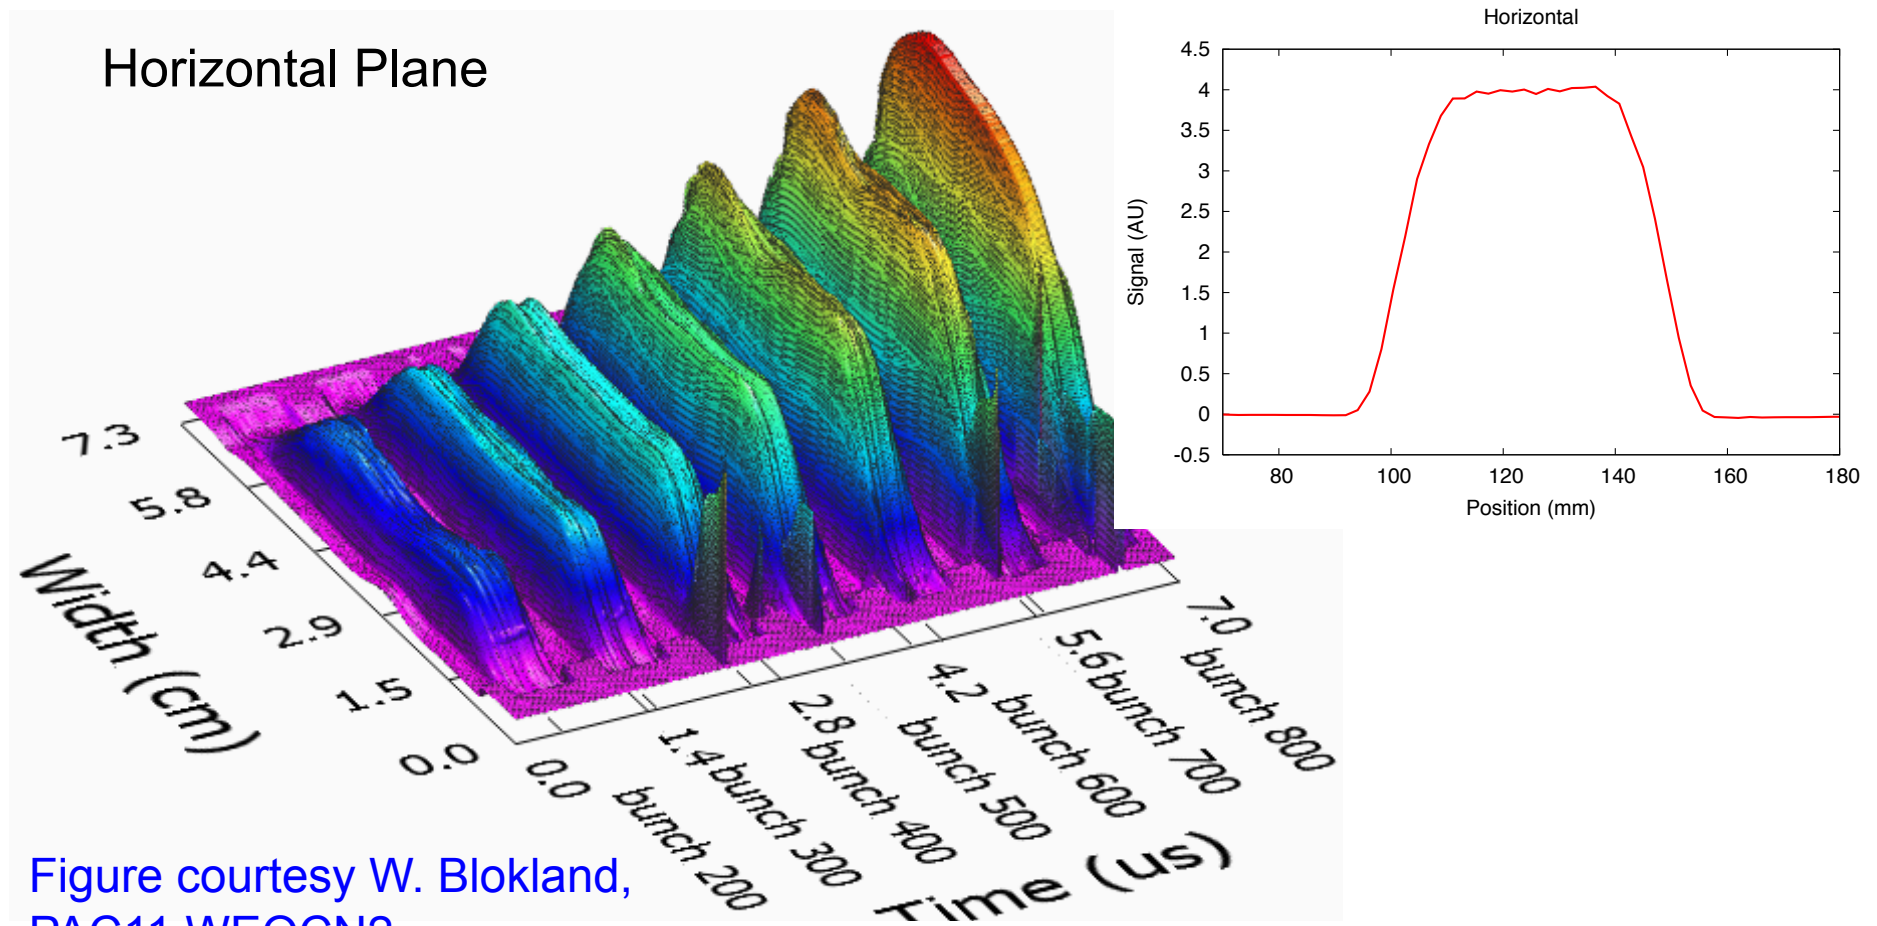 Horizontal Plane
7.3
5.8
4.4
2.9
1.5
0.0
Width (cm)
0.0
1.4
2.8
4.2
5.6
7.0
bunch 200
bunch 300
bunch 400
bunch 500
bunch 600
bunch 700
bunch 800
Time (us)
Figure courtesy W. Blokland,
Horizontal
4.5
4
3.5
3
2.5
2
1.5
1
0.5
0
-0.5
Signal (AU)
80 100 120 140 160 180
Position (mm)